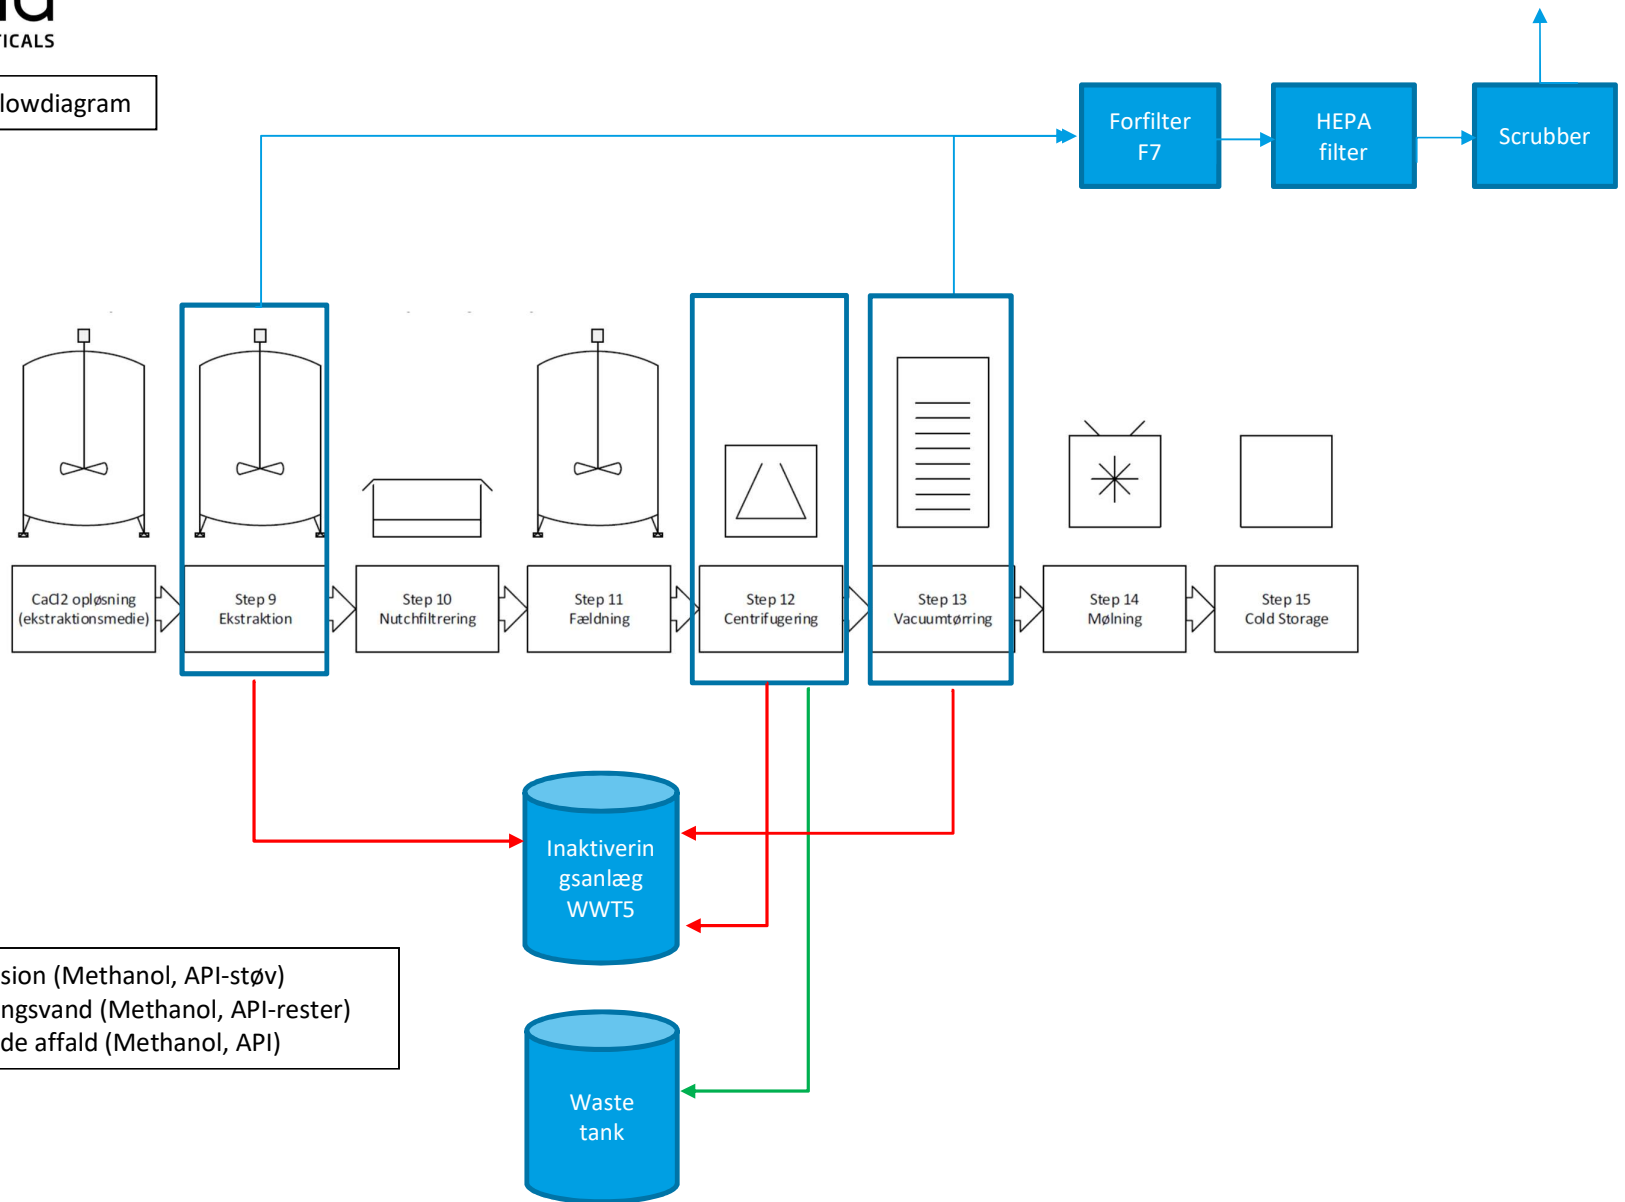 TICALS
lowdiagram
Forfilter
F7
HEPA
filter
Scrubber
CaCl2 opløsning
(ekstraktionsmedie)
Step 9
Ekstraktion
Step 10
Nutchfiltrering
Step 11
Fældning
Step 12
Centrifugering
Step 13
Vacuumtørring
Step 14
Mølning
Step 15
Cold Storage
Inaktiverin
gsanlæg
WWT5
sion (Methanol, API-støv)
ngsvand (Methanol, API-rester)
de affald (Methanol, API)
Waste
tank